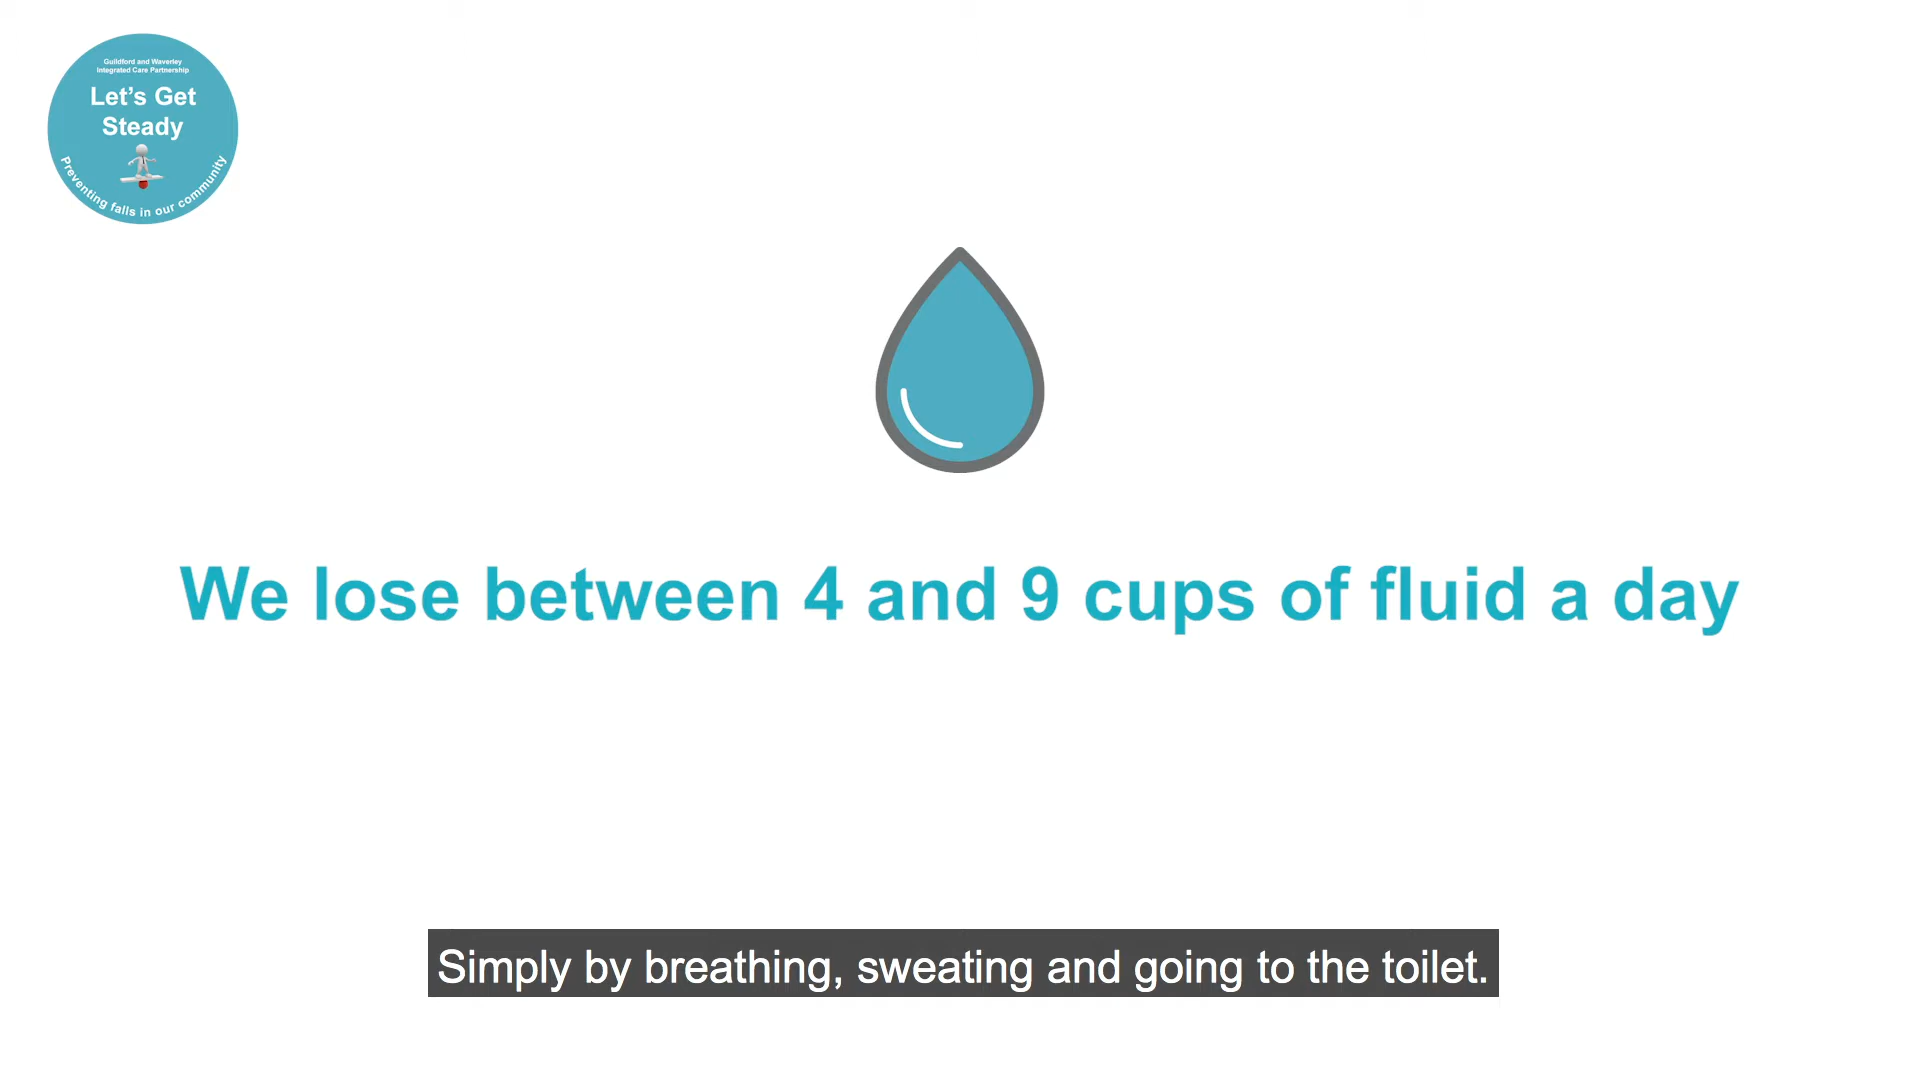 Guildford and Waverley
Integrated Care Partnership
Let's Get
Steady
Preventing falls in our community
We lose between 4 and 9 cups of fluid a day
Simply by breathing, sweating and going to the toilet.